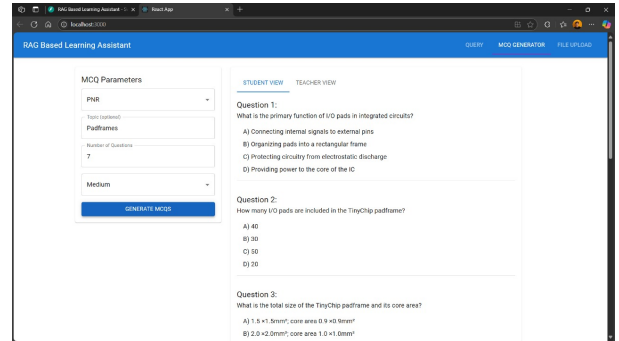 RAG Based Learning Assistant - S
React App
localhost:3000
RAG Based Learning Assistant
QUERY
MCQ GENERATOR
FILE UPLOAD
MCQ Parameters
PNR
Topic (optional)
Padframes
Number of Questions
7
Medium
GENERATE MCQS
STUDENT VIEW
TEACHER VIEW
Question 1:
What is the primary function of I/O pads in integrated circuits?
A) Connecting internal signals to external pins
B) Organizing pads into a rectangular frame
C) Protecting circuitry from electrostatic discharge
D) Providing power to the core of the IC
Question 2:
How many I/O pads are included in the TinyChip padframe?
A) 40
B) 30
C) 50
D) 20
Question 3:
What is the total size of the TinyChip padframe and its core area?
A) 1.5 ×1.5mm²; core area 0.9 ×0.9mm²
B) 2.0 ×2.0mm²; core area 1.0 ×1.0mm²